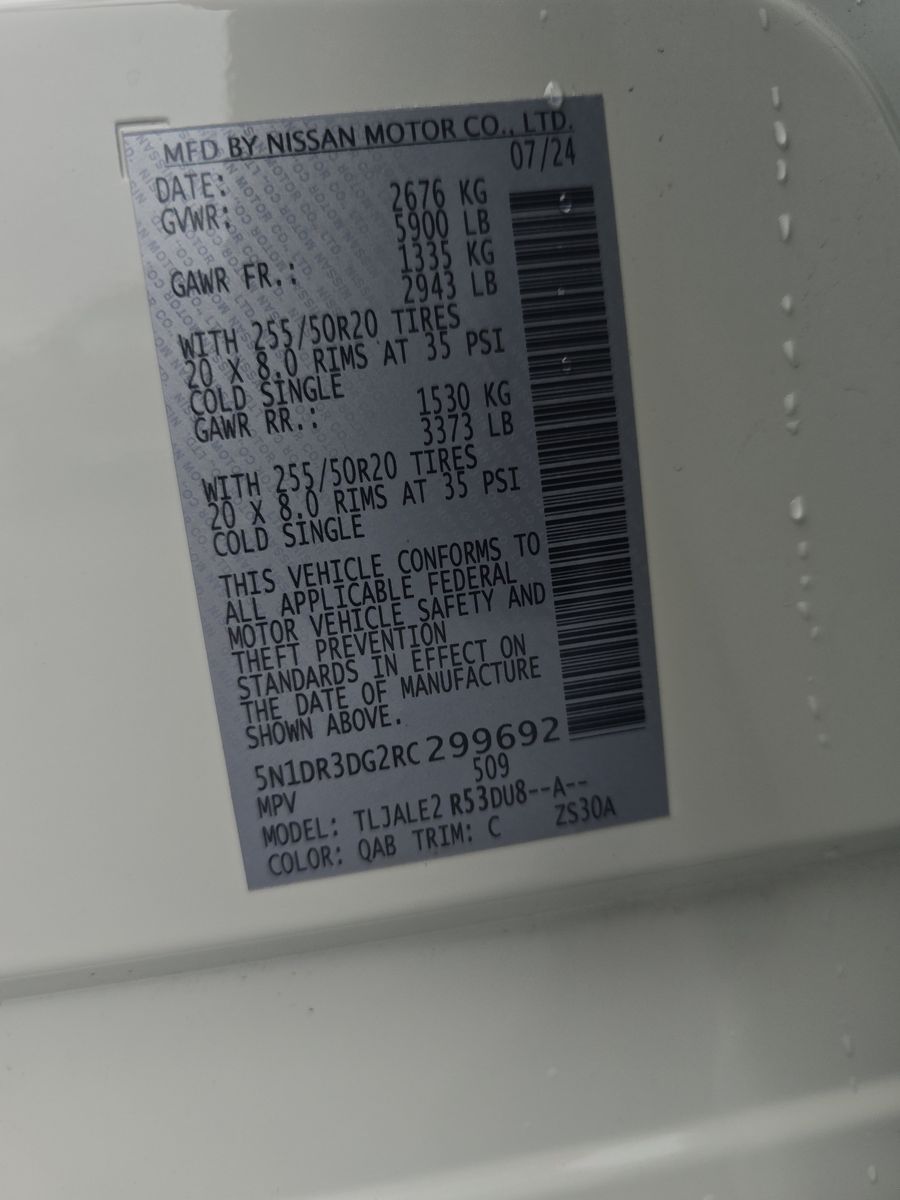 MFD BY NISSAN MOTOR CO., LTD.
DATE: 07/24
GVWR: 2676 KG
5900 LB
GAWR FR.: 1335 KG
2943 LB
WITH 255/50R20 TIRES
20 X 8.0 RIMS AT 35 PSI
COLD SINGLE
GAWR RR.: 1530 KG
3373 LB
WITH 255/50R20 TIRES
20 X 8.0 RIMS AT 35 PSI
COLD SINGLE
THIS VEHICLE CONFORMS TO
ALL APPLICABLE FEDERAL
MOTOR VEHICLE SAFETY AND
THEFT PREVENTION
STANDARDS IN EFFECT ON
THE DATE OF MANUFACTURE
SHOWN ABOVE.
5N1DR3DG2RC299692
MPV 509
MODEL: TLJALE2 R53DU8--A--
COLOR: QAB TRIM: C ZS30A